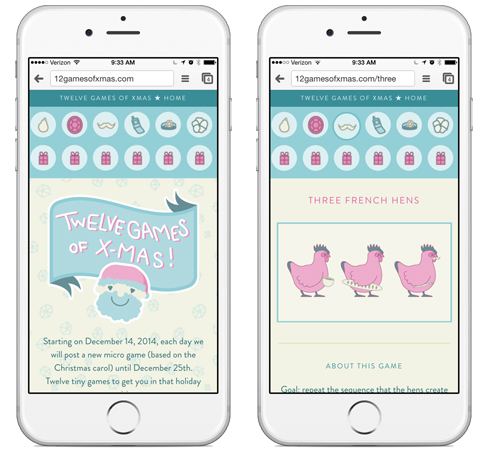 Verizon 9:33 AM
12gamesofxmas.com 4
TWELVE GAMES OF XMAS ★ HOME
TWELVE GAMES
OF X-MAS!
Starting on December 14, 2014, each day we
will post a new micro game (based on the
Christmas carol) until December 25th.
Twelve tiny games to get you in that holiday
Verizon 9:33 AM
12gamesofxmas.com/three 4
TWELVE GAMES OF XMAS ★ HOME
THREE FRENCH HENS
ABOUT THIS GAME
Goal: repeat the sequence that the hens create